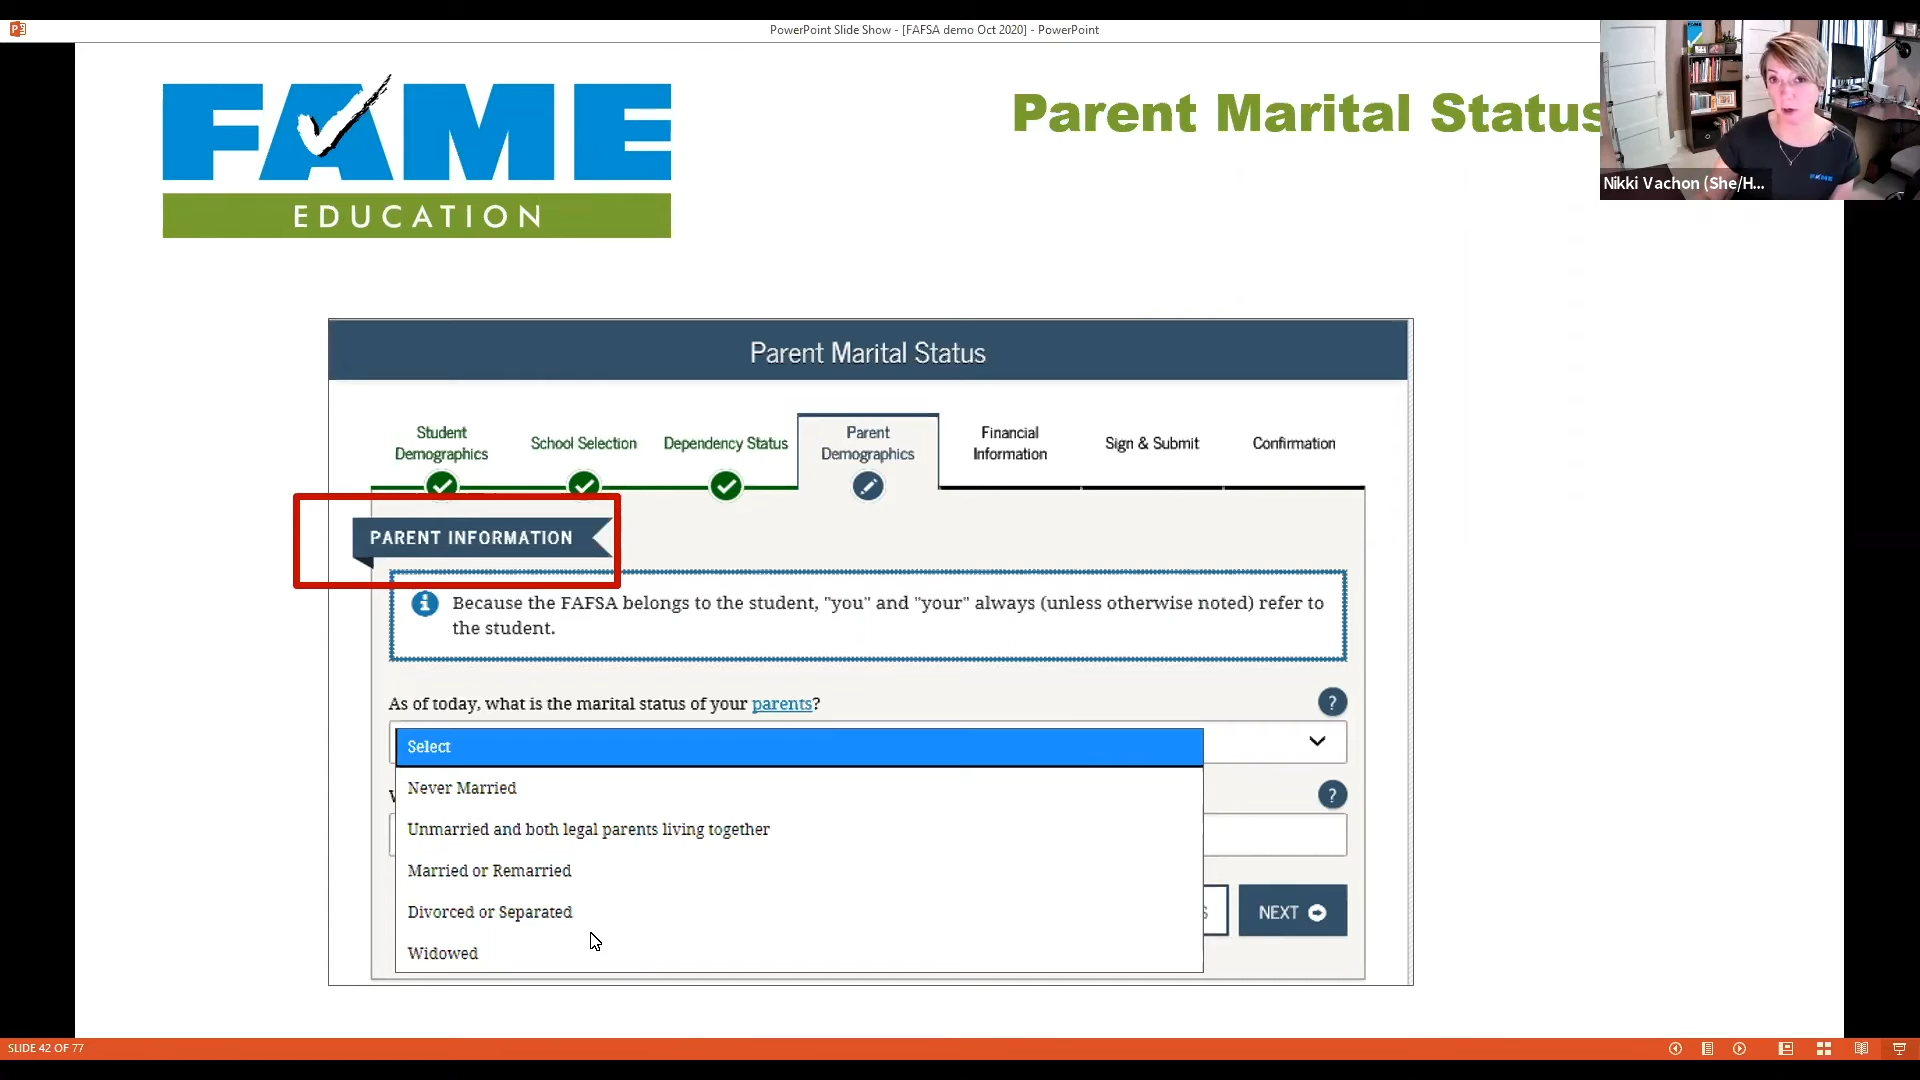 PowerPoint Slide Show - [FAFSA demo Oct 2020] - PowerPoint
FAME
EDUCATION
Parent Marital Status
Nikki Vachon (She/H...
Parent Marital Status
Student
Demographics
School Selection
Dependency Status
Parent
Demographics
Financial
Information
Sign & Submit
Confirmation
PARENT INFORMATION
Because the FAFSA belongs to the student, "you" and "your" always (unless otherwise noted) refer to
the student.
As of today, what is the marital status of your parents?
?
Select
Never Married
?
Unmarried and both legal parents living together
Married or Remarried
Divorced or Separated
NEXT
Widowed
SLIDE 42 OF 77